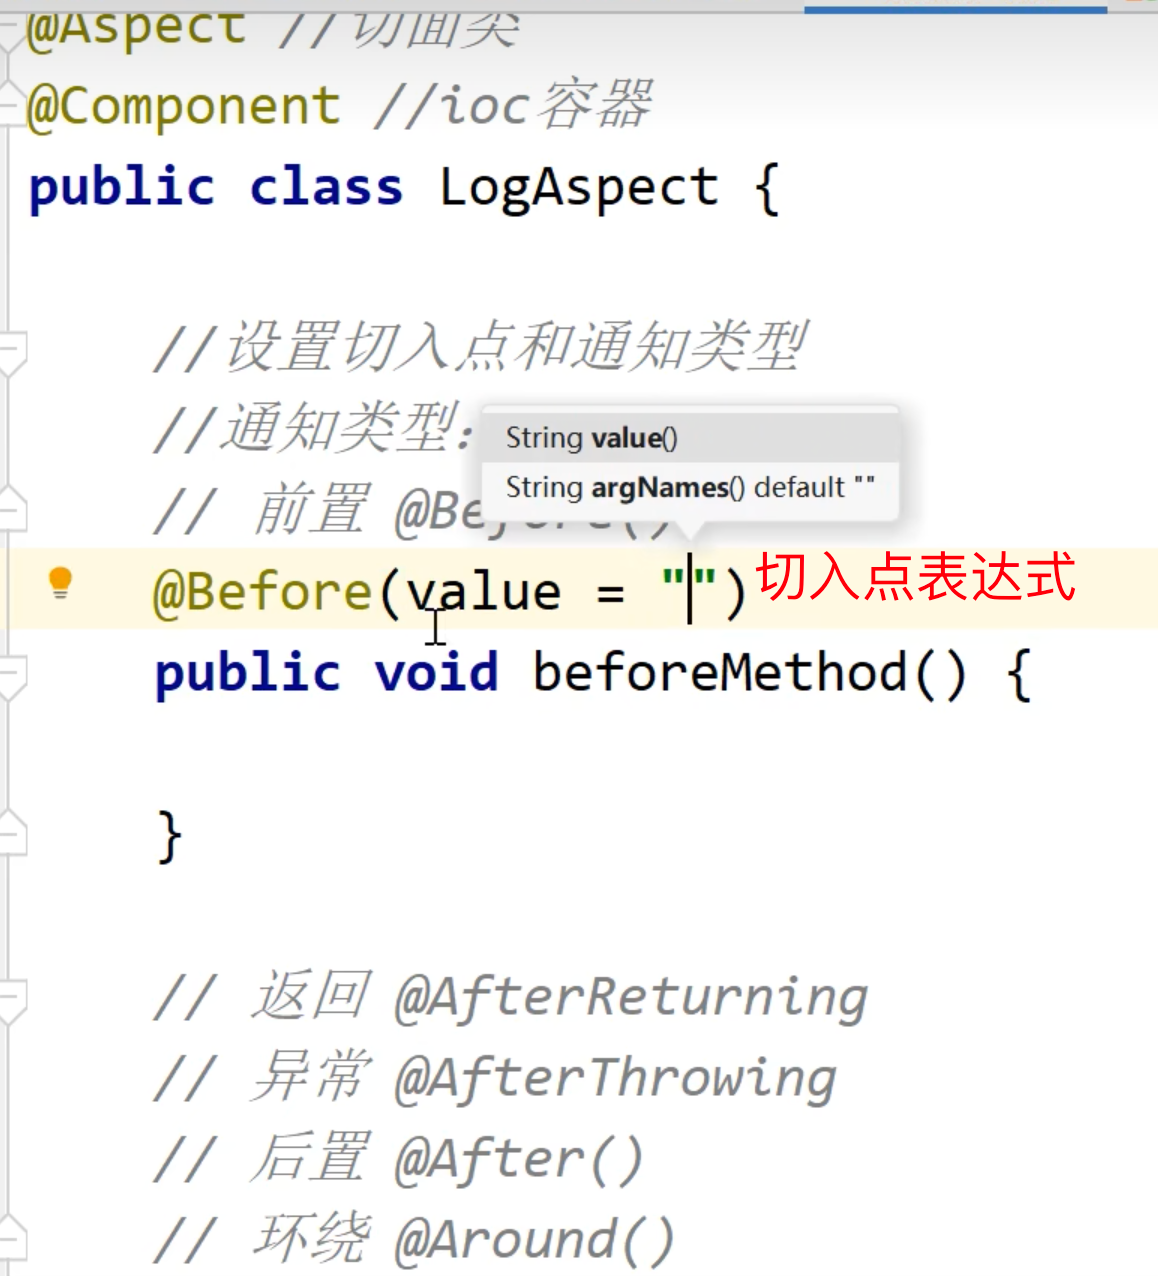 @Aspect //切面类
@Component //ioc容器
public class LogAspect {
//设置切入点和通知类型
//通知类型:
String value()
String argNames() default ""
// 前置 @Before()
@Before(value = "") 切入点表达式
public void beforeMethod() {
}
// 返回 @AfterReturning
// 异常 @AfterThrowing
// 后置 @After()
// 环绕 @Around()